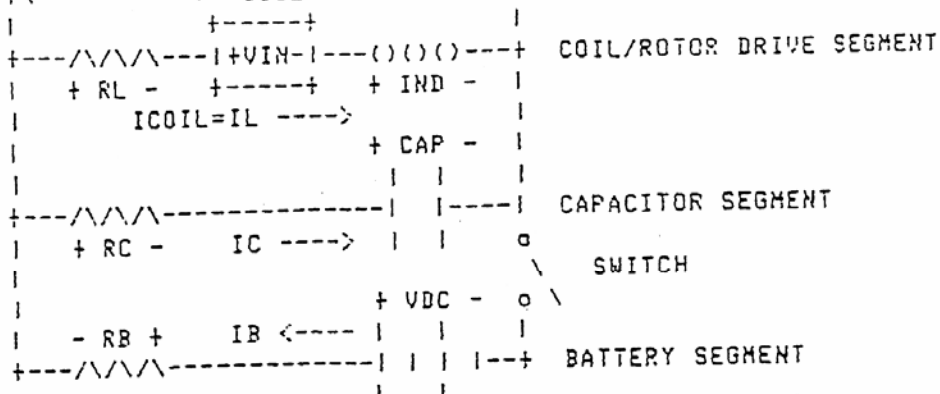 +------+
+---/\/\/\---|+VIN-|---()()()---+ COIL/ROTOR DRIVE SEGMENT
+ RL - +------+ + IND -
ICOIL=IL ---->
+ CAP -
+---/\/\/\---------------| |----| CAPACITOR SEGMENT
+ RC - IC ----> | | o
\ SWITCH
+ VDC - o \
- RB + IB <---- | |
+---/\/\/\--------------| | | |--+ BATTERY SEGMENT